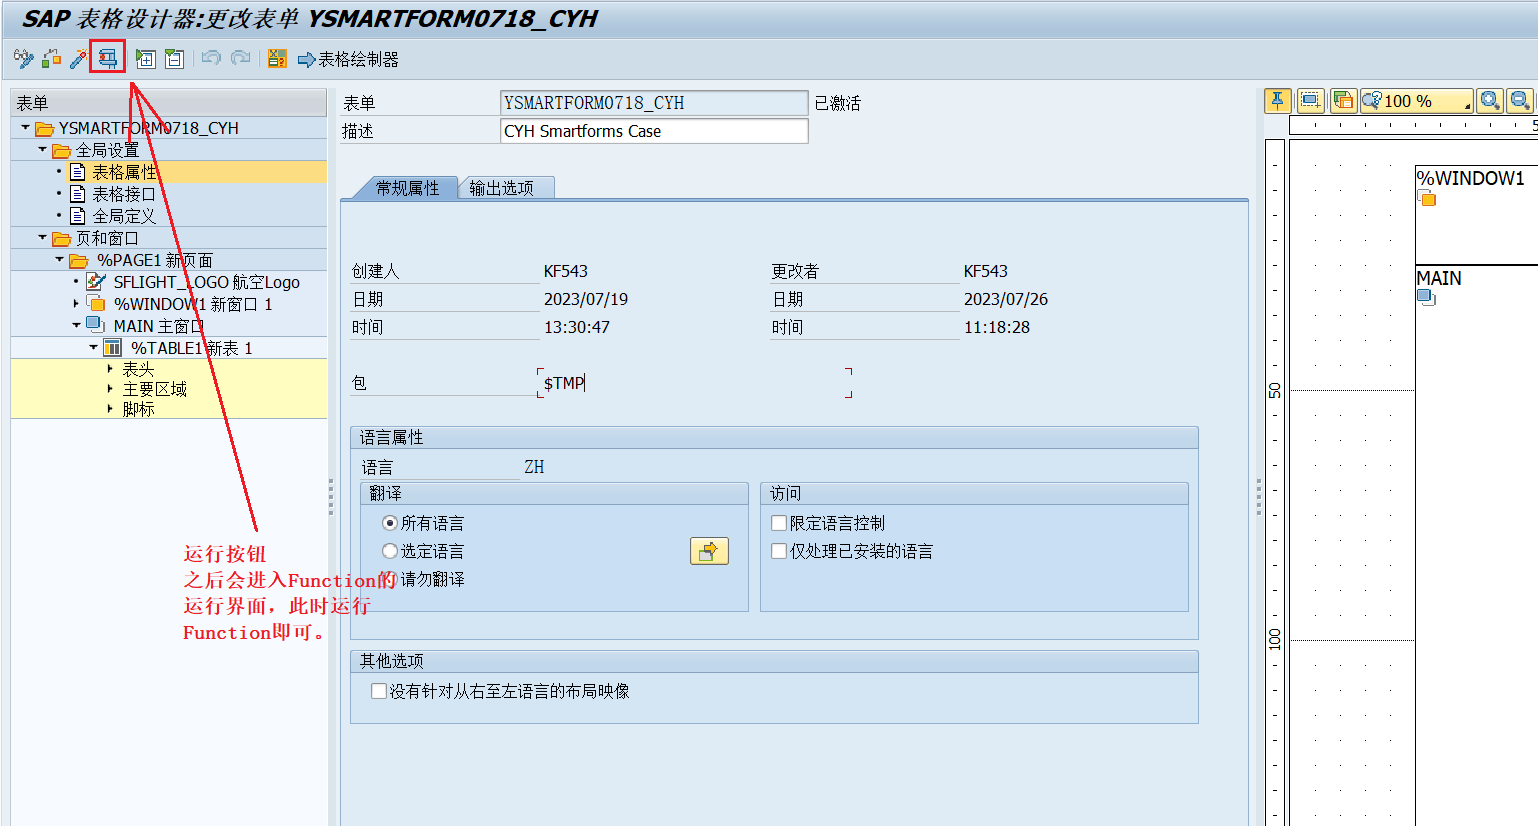 SAP 表格设计器:更改表单 YSMARTFORM0718_CYH
表格绘制器
表单
YSMARTFORM0718_CYH
全局设置
表格属性
表格接口
全局定义
页和窗口
%PAGE1 新页面
SFLIGHT_LOGO 航空Logo
%WINDOW1 新窗口 1
MAIN 主窗口
%TABLE1 新表 1
表头
主要区域
脚标
运行按钮
之后会进入Function的
运行界面，此时运行
Function即可。
表单 YSMARTFORM0718_CYH 已激活
描述 CYH Smartforms Case
常规属性 输出选项
创建人 KF543 更改者 KF543
日期 2023/07/19 日期 2023/07/26
时间 13:30:47 时间 11:18:28
包 $TMP
语言属性
语言 ZH
翻译 访问
所有语言 限定语言控制
选定语言 仅处理已安装的语言
请勿翻译
其他选项
没有针对从右至左语言的布局映像
100 %
5
%WINDOW1
MAIN
50
100